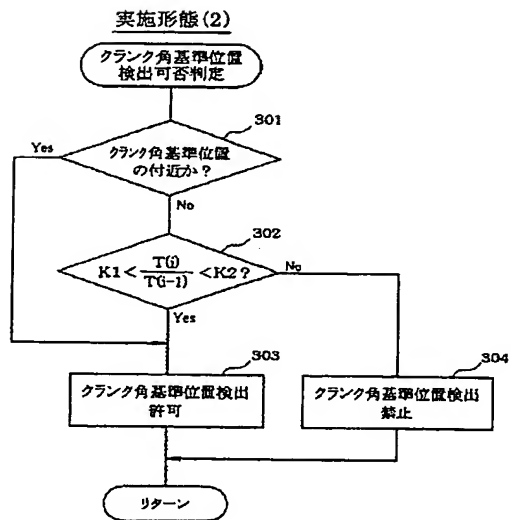 実施形態(2)
クランク角基準位置
検出可否判定
301
Yes
クランク角基準位置
の付近か？
No
302
K1<T(i)/T(i-1)<K2?
No
Yes
303
304
クランク角基準位置検出
許可
クランク角基準位置検出
禁止
リターン